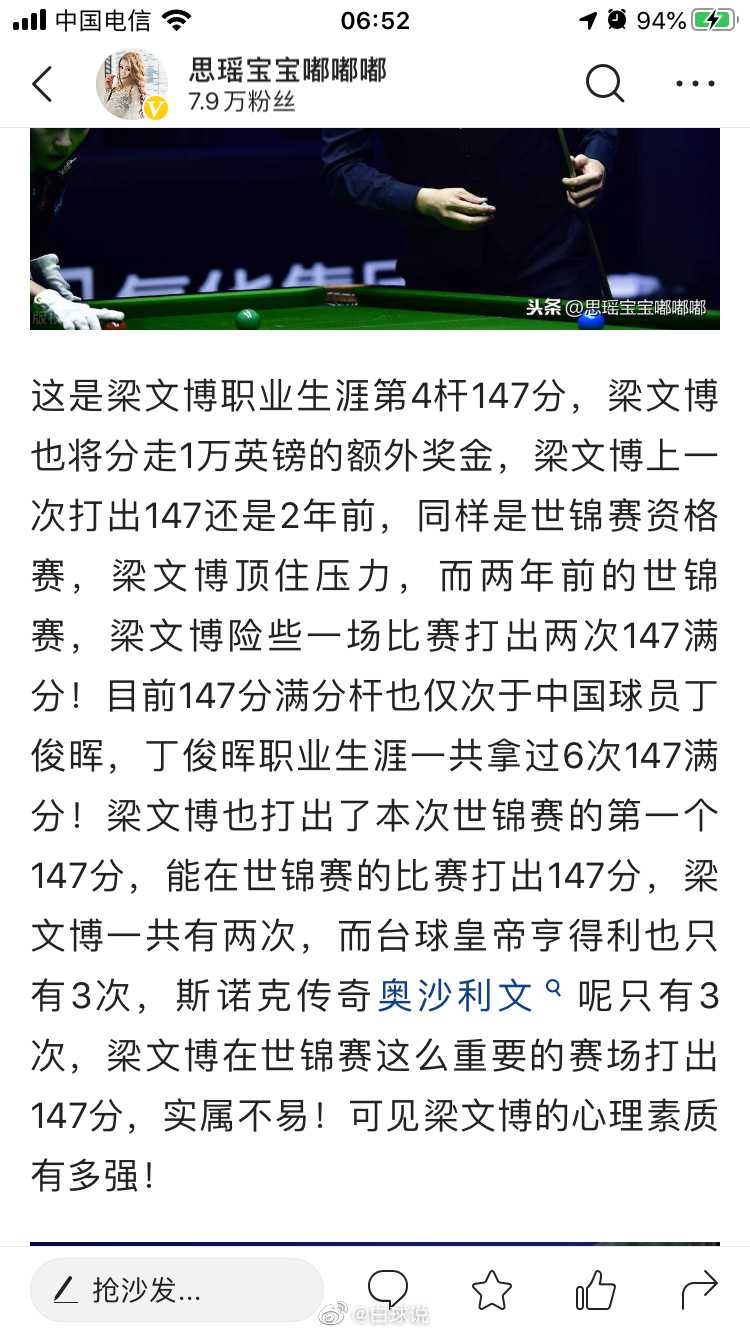 中国电信
06:52
94%
思瑶宝宝嘟嘟嘟
7.9万粉丝
头条 @思瑶宝宝嘟嘟嘟
这是梁文博职业生涯第4杆147分，梁文博
也将分走1万英镑的额外奖金，梁文博上一
次打出147还是2年前，同样是世锦赛资格
赛，梁文博顶住压力，而两年前的世锦
赛，梁文博险些一场比赛打出两次147满
分！目前147分满分杆也仅次于中国球员丁
俊晖，丁俊晖职业生涯一共拿过6次147满
分！梁文博也打出了本次世锦赛的第一个
147分，能在世锦赛的比赛打出147分，梁
文博一共有两次，而台球皇帝亨得利也只
有3次，斯诺克传奇奥沙利文呢只有3
次，梁文博在世锦赛这么重要的赛场打出
147分，实属不易！可见梁文博的心理素质
有多强！
抢沙发...
@白球说